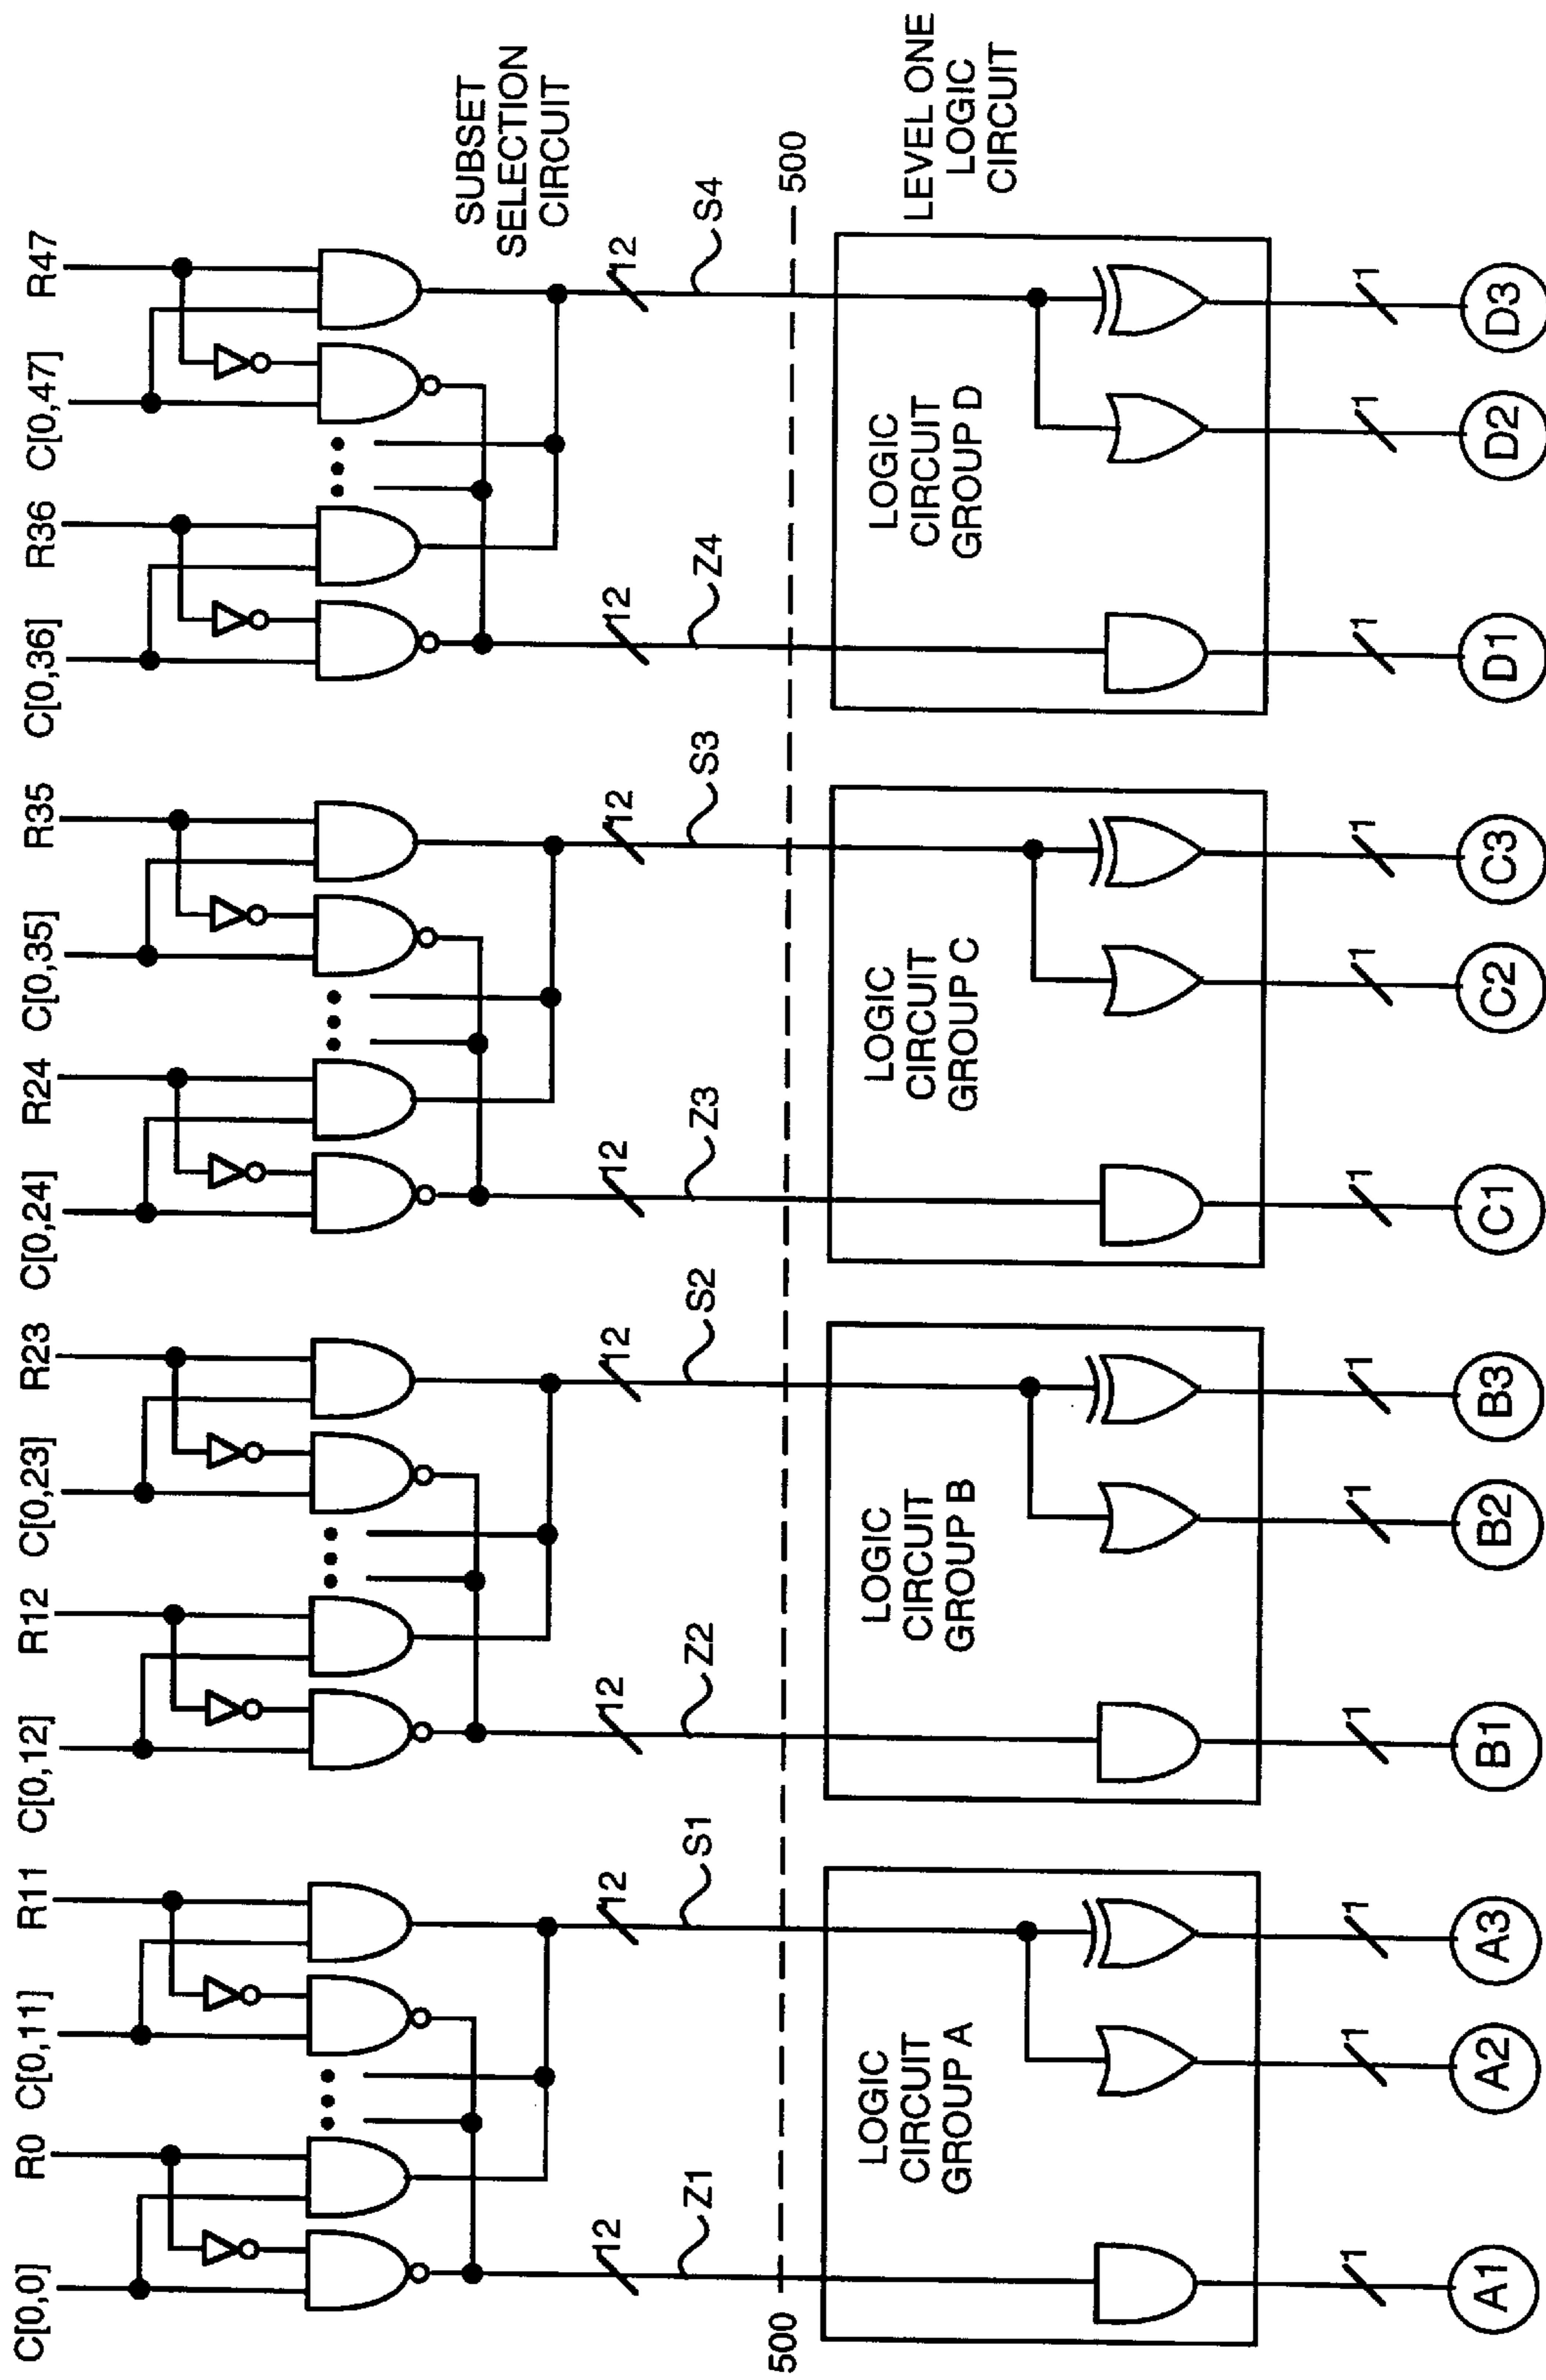 C[0,0] R0 C[0,11] R11 C[0,12] R12 C[0,23] R23 C[0,24] R24 C[0,35] R35 C[0,36] R36 C[0,47] R47
SUBSET
SELECTION
CIRCUIT
12 12 12 12 12 12 12 12
Z1 S1 Z2 S2 Z3 S3 Z4 S4
500 500
LEVEL ONE
LOGIC
CIRCUIT
LOGIC
CIRCUIT
GROUP A
LOGIC
CIRCUIT
GROUP B
LOGIC
CIRCUIT
GROUP C
LOGIC
CIRCUIT
GROUP D
1 1 1 1 1 1 1 1 1 1 1 1
A1 A2 A3 B1 B2 B3 C1 C2 C3 D1 D2 D3